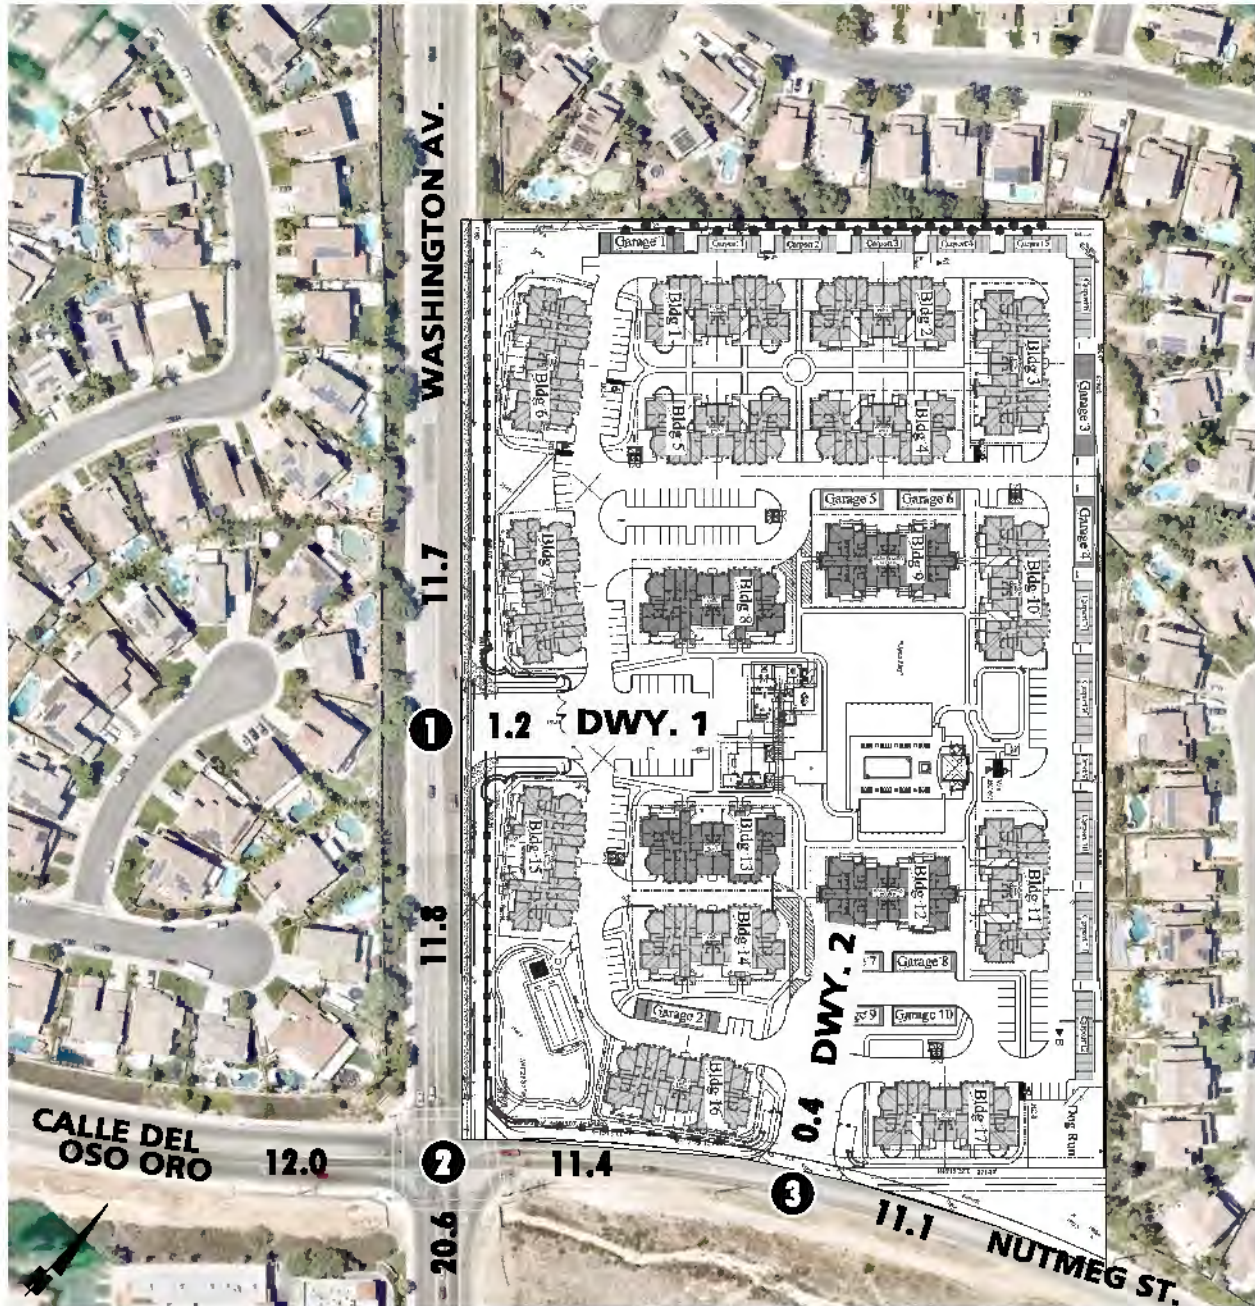 WASHINGTON AV.
Garage 1
Carport 1
Carport 2
Carport 3
Carport 4
Carport 5
Bldg 1
Bldg 2
Bldg 3
Bldg 6
Bldg 5
Bldg 4
Garage 3
Garage 5
Garage 6
Garage 4
11.7
Bldg 7
Bldg 8
Bldg 9
Bldg 10
1
1.2
DWY. 1
Bldg 15
Bldg 13
Bldg 12
Bldg 11
11.8
Bldg 14
DWY. 2
Garage 8
Garage 2
Garage 10
Bldg 16
0.4
Bldg 17
Dog Run
CALLE DEL
OSO ORO
12.0
2
11.4
3
11.1
20.6
NUTMEG ST.